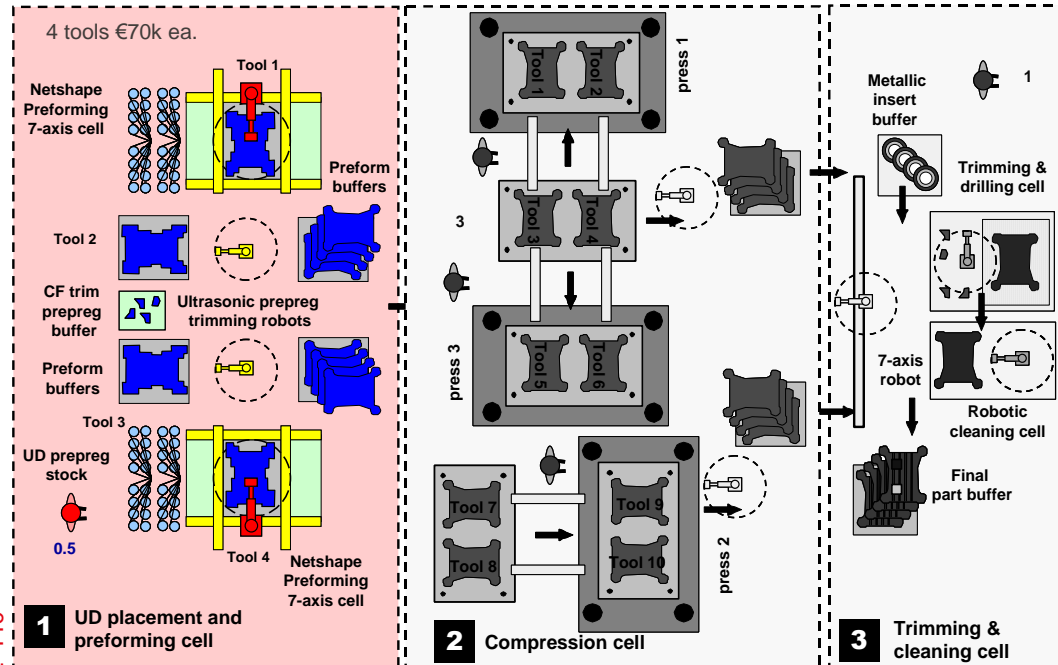 4 tools €70k ea.
Tool 1
Netshape
Preforming
7-axis cell
Preform
buffers
Tool 2
CF trim
prepreg
buffer
Ultrasonic prepreg
trimming robots
Preform
buffers
Tool 3
UD prepreg
stock
0.5
Tool 4
Netshape
Preforming
7-axis cell
1
UD placement and
preforming cell
Tool 1
Tool 2
press 1
3
Tool 3
Tool 4
press 3
Tool 5
Tool 6
Tool 7
Tool 8
Tool 9
Tool 10
press 2
2
Compression cell
1
Metallic
insert
buffer
Trimming &
drilling cell
7-axis
robot
Robotic
cleaning cell
Final
part buffer
3
Trimming &
cleaning cell